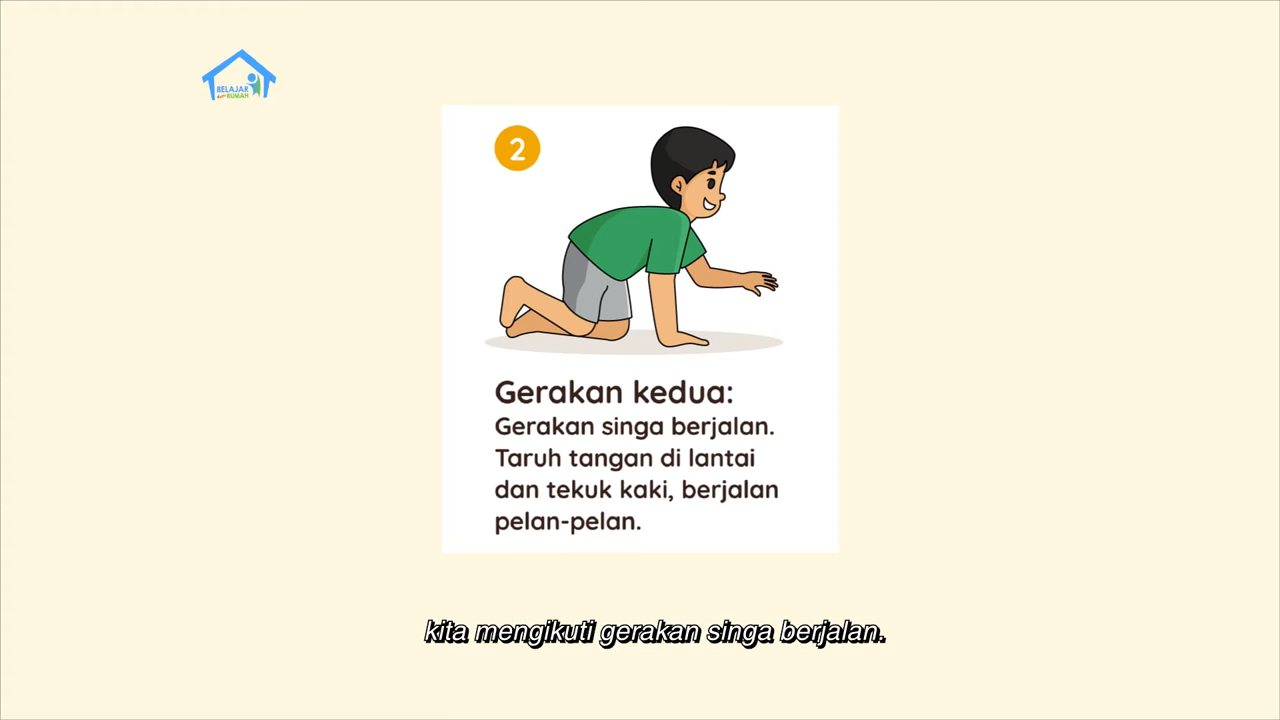 BELAJAR
dari RUMAH
2
Gerakan kedua:
Gerakan singa berjalan.
Taruh tangan di lantai
dan tekuk kaki, berjalan
pelan-pelan.
kita mengikuti gerakan singa berjalan.